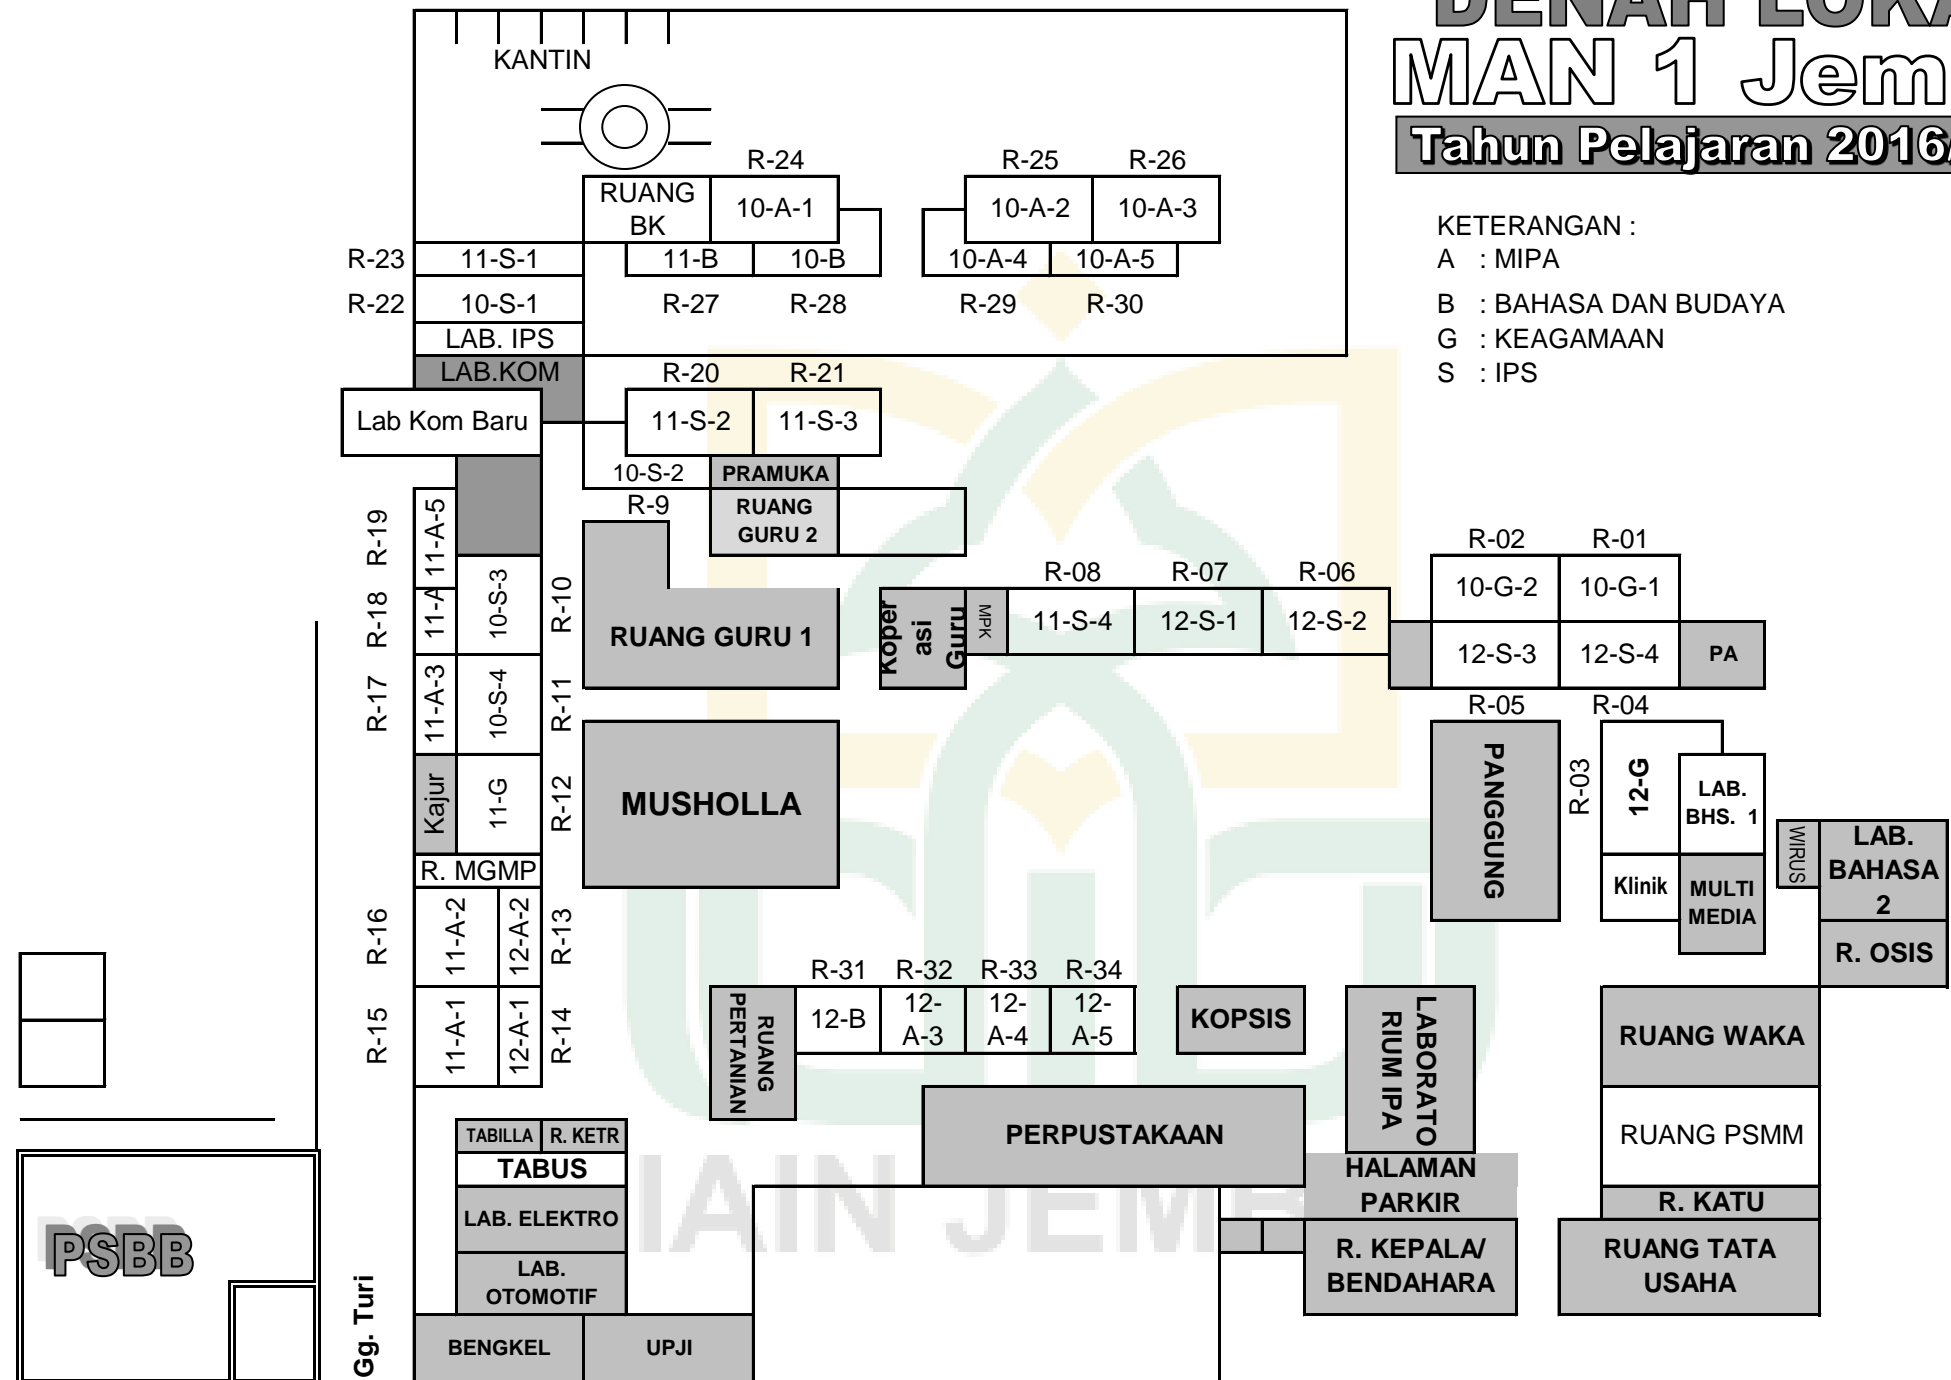 DENAH LOKA
MAN 1 Jem
Tahun Pelajaran 2016/
KETERANGAN :
A : MIPA
B : BAHASA DAN BUDAYA
G : KEAGAMAAN
S : IPS
KANTIN
R-24
R-25
R-26
RUANG
BK
10-A-1
10-A-2
10-A-3
R-23
11-S-1
11-B
10-B
10-A-4
10-A-5
R-22
10-S-1
R-27
R-28
R-29
R-30
LAB. IPS
LAB.KOM
R-20
R-21
Lab Kom Baru
11-S-2
11-S-3
10-S-2
PRAMUKA
R-9
RUANG
GURU 2
R-19
11-A-5
R-18
11-A
10-S-3
R-10
RUANG GURU 1
Koper
asi
Guru
MPK
R-08
R-07
R-06
11-S-4
12-S-1
12-S-2
R-02
R-01
10-G-2
10-G-1
12-S-3
12-S-4
PA
R-17
11-A-3
10-S-4
R-11
R-05
R-04
Kajur
11-G
R-12
MUSHOLLA
PANGGUNG
R-03
12-G
LAB.
BHS. 1
WIRUS
LAB.
BAHASA
2
R. MGMP
Klinik
MULTI
MEDIA
R. OSIS
R-16
11-A-2
12-A-2
R-13
R-15
11-A-1
12-A-1
R-14
R-31
R-32
R-33
R-34
RUANG
PERTANIAN
12-B
12-
A-3
12-
A-4
12-
A-5
KOPSIS
LABORATO
RIUM IPA
RUANG WAKA
PERPUSTAKAAN
RUANG PSMM
TABILLA
R. KETR
TABUS
HALAMAN
PARKIR
R. KATU
LAB. ELEKTRO
IAIN JEMB
R. KEPALA/
BENDAHARA
RUANG TATA
USAHA
LAB.
OTOMOTIF
PSBB
Gg. Turi
BENGKEL
UPJI